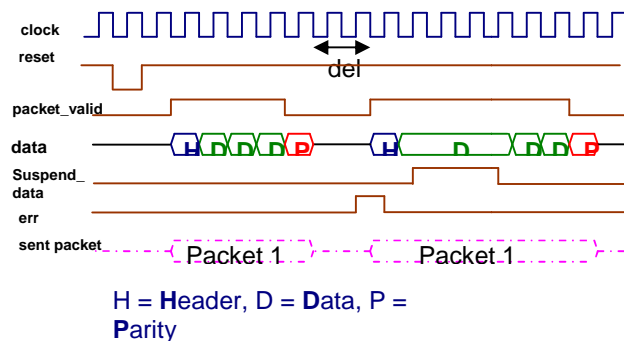 clock
reset
del
packet_valid
data
H D D D P H D D D P
Suspend_
data
err
sent packet
Packet 1 Packet 1
H = Header, D = Data, P =
Parity